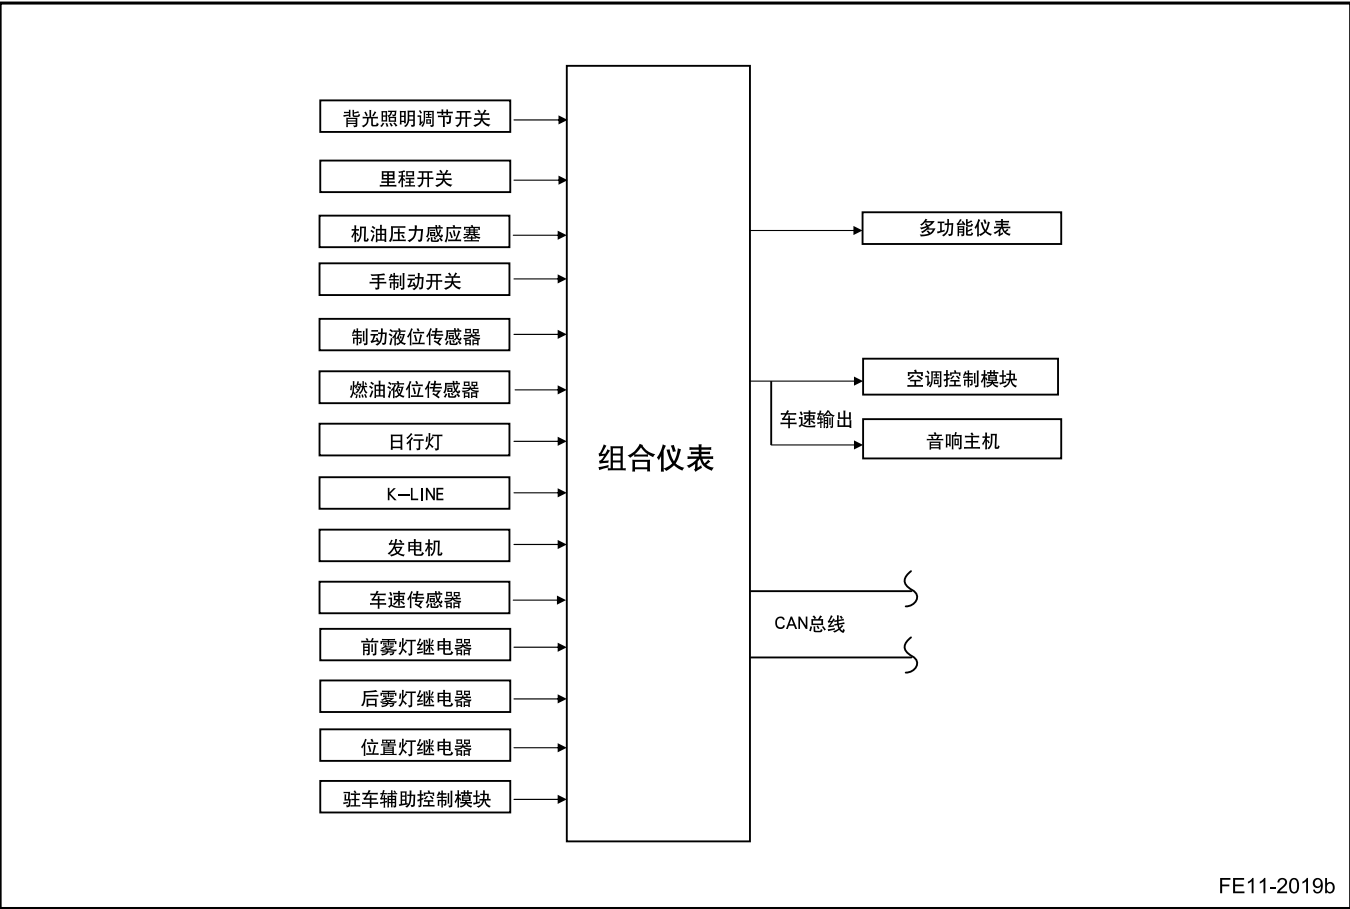 背光照明调节开关
里程开关
机油压力感应塞
手制动开关
制动液位传感器
燃油液位传感器
日行灯
K-LINE
发电机
车速传感器
前雾灯继电器
后雾灯继电器
位置灯继电器
驻车辅助控制模块
组合仪表
多功能仪表
空调控制模块
车速输出
音响主机
CAN总线
FE11-2019b